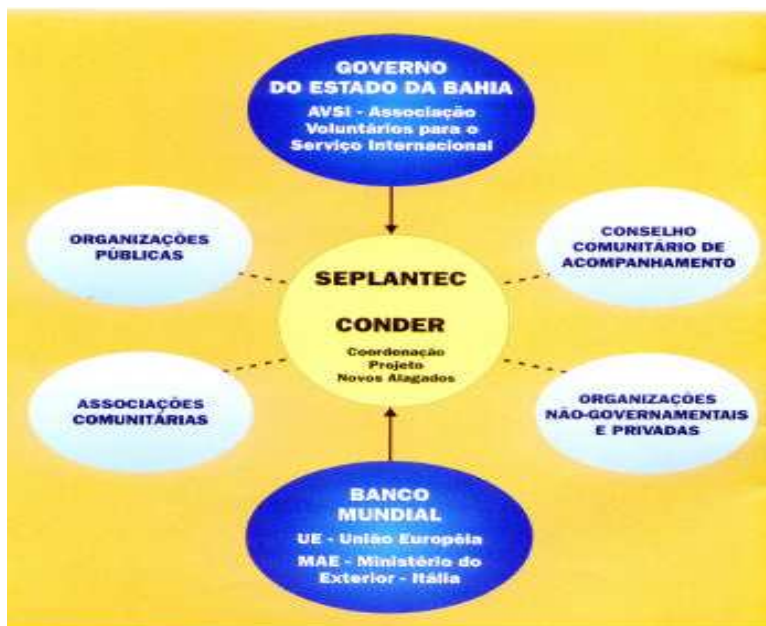 GOVERNO
DO ESTADO DA BAHIA
AVSI - Associação
Voluntários para o
Serviço Internacional
ORGANIZAÇÕES
PÚBLICAS
CONSELHO
COMUNITÁRIO DE
ACOMPANHAMENTO
SEPLANTEC
CONDER
Coordenação
Projeto
Novos Alagados
ASSOCIAÇÕES
COMUNITÁRIAS
ORGANIZAÇÕES
NÃO-GOVERNAMENTAIS
E PRIVADAS
BANCO
MUNDIAL
UE - União Européia
MAE - Ministério do
Exterior - Itália